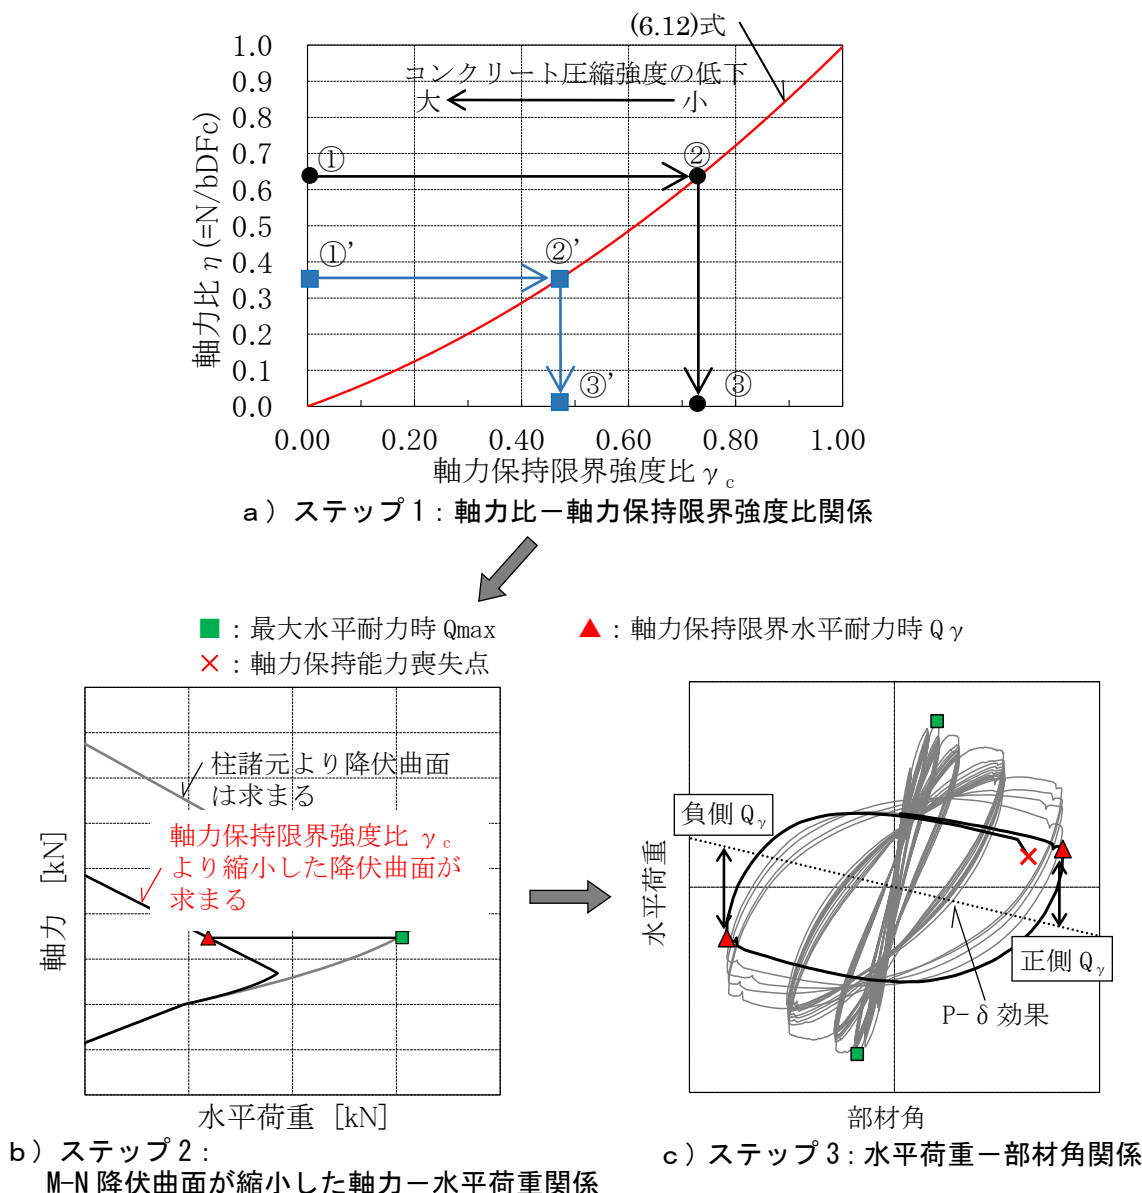 (6.12)式
コンクリート圧縮強度の低下
大 小
軸力比 η (=N/bDFc)
1.0
0.9
0.8
0.7
0.6
0.5
0.4
0.3
0.2
0.1
0.0
① ②
①’ ②’
③’ ③
0.00 0.20 0.40 0.60 0.80 1.00
軸力保持限界強度比γc
a）ステップ1：軸力比－軸力保持限界強度比関係
：最大水平耐力時 Qmax
：軸力保持限界水平耐力時 Qγ
：軸力保持能力喪失点
軸力 [kN]
柱諸元より降伏曲面
は求まる
軸力保持限界強度比 γc
より縮小した降伏曲面が
求まる
水平荷重 [kN]
b）ステップ2：
M-N降伏曲面が縮小した軸力－水平荷重関係
水平荷重
負側 Qγ
正側 Qγ
P-δ効果
部材角
c）ステップ3：水平荷重－部材角関係